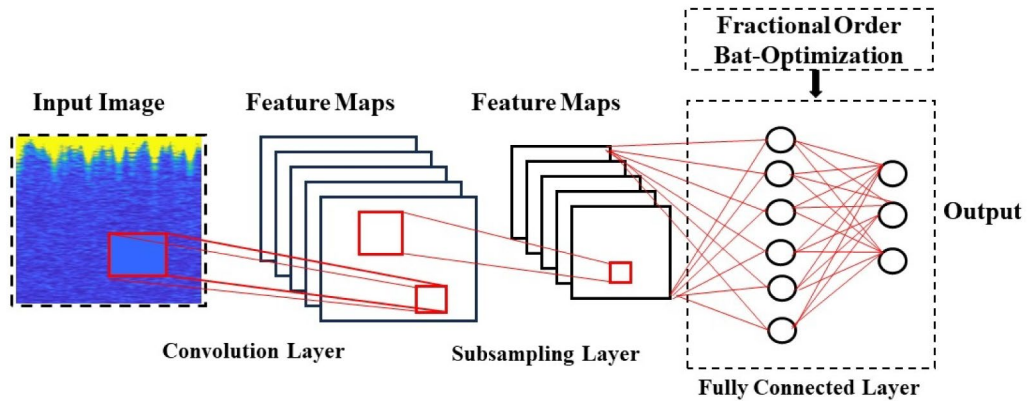 Fractional Order
Bat-Optimization
Input Image
Feature Maps
Feature Maps
Output
Convolution Layer
Subsampling Layer
Fully Connected Layer